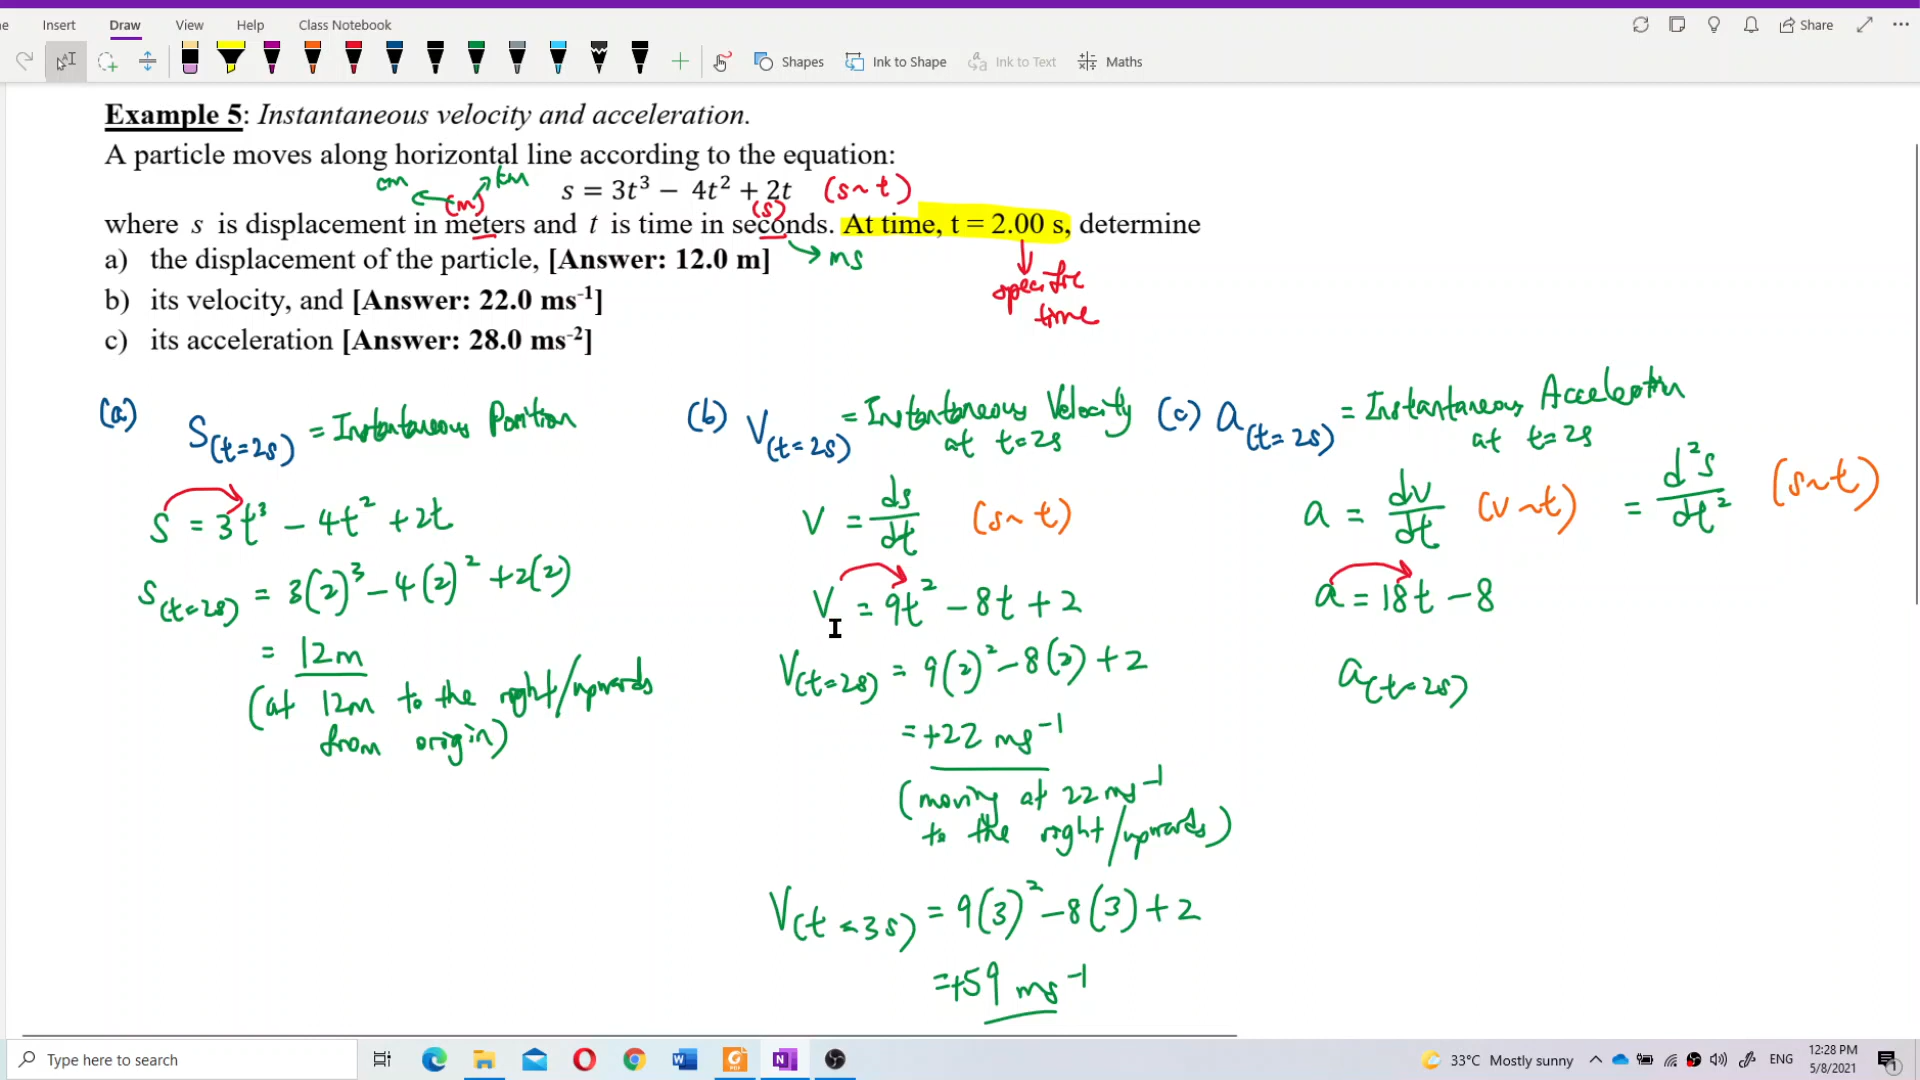 Insert Draw View Help Class Notebook Share
Shapes Ink to Shape Ink to Text Maths
Example 5: Instantaneous velocity and acceleration.
A particle moves along horizontal line according to the equation:
cm km
s = 3t³ − 4t² + 2t (s~t)
(m) (s)
where s is displacement in meters and t is time in seconds. At time, t = 2.00 s, determine
a) the displacement of the particle, [Answer: 12.0 m] ms
b) its velocity, and [Answer: 22.0 ms⁻¹]
c) its acceleration [Answer: 28.0 ms⁻²]
specific
time
(a) S(t=2s) = Instantaneous Position
S = 3t³ − 4t² + 2t
S(t=2s) = 3(2)³ − 4(2)² + 2(2)
= 12m
(at 12m to the right/upwards
from origin)
(b) V(t=2s) = Instantaneous Velocity
at t=2s
V = ds/dt (s~t)
V = 9t² − 8t + 2
V(t=2s) = 9(2)² − 8(2) + 2
= +22 ms⁻¹
(moving at 22 ms⁻¹
to the right/upwards)
V(t=3s) = 9(3)² − 8(3) + 2
= +59 ms⁻¹
(c) a(t=2s) = Instantaneous Acceleration
at t=2s
a = dv/dt (v~t) = d²s/dt² (s~t)
a = 18t − 8
a(t=2s)
Type here to search
33°C Mostly sunny ENG 12:28 PM
5/8/2021